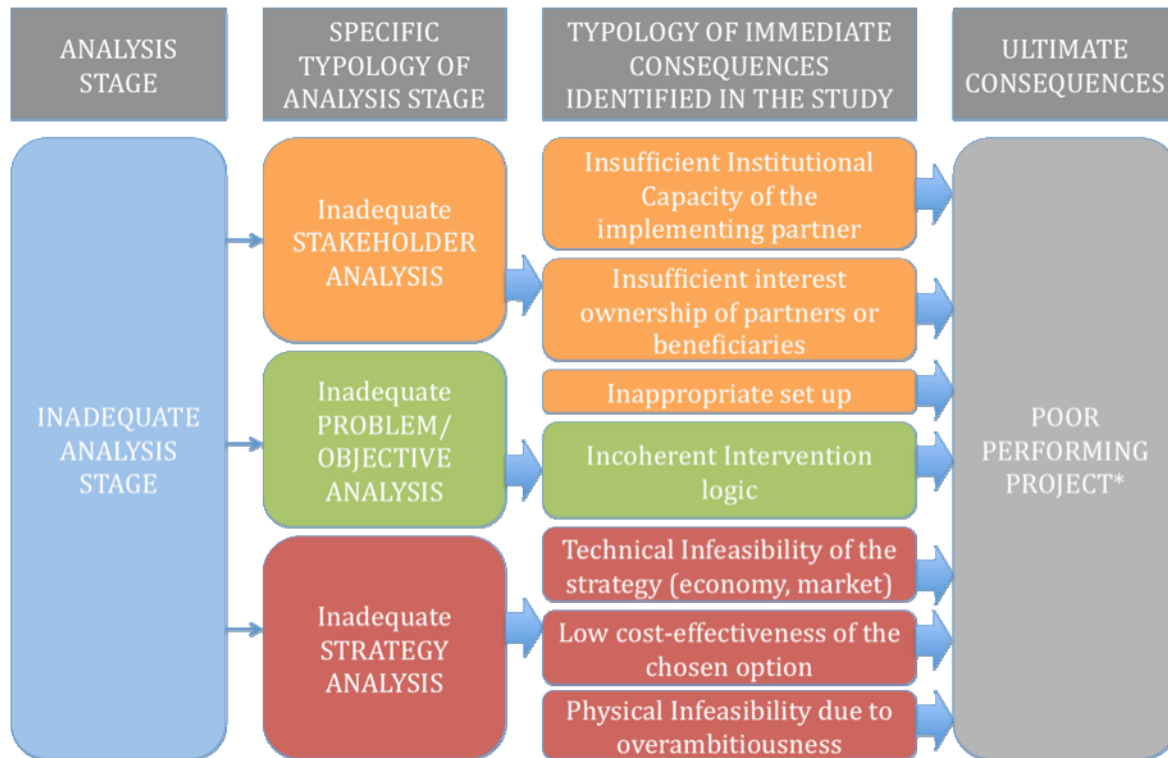 ANALYSIS
STAGE
SPECIFIC
TYPOLOGY OF
ANALYSIS STAGE
TYPOLOGY OF IMMEDIATE
CONSEQUENCES
IDENTIFIED IN THE STUDY
ULTIMATE
CONSEQUENCES
INADEQUATE
ANALYSIS
STAGE
Inadequate
STAKEHOLDER
ANALYSIS
Inadequate
PROBLEM/
OBJECTIVE
ANALYSIS
Inadequate
STRATEGY
ANALYSIS
Insufficient Institutional
Capacity of the
implementing partner
Insufficient interest
ownership of partners or
beneficiaries
Inappropriate set up
Incoherent Intervention
logic
Technical Infeasibility of the
strategy (economy, market)
Low cost-effectiveness of the
chosen option
Physical Infeasibility due to
overambitiousness
POOR
PERFORMING
PROJECT*